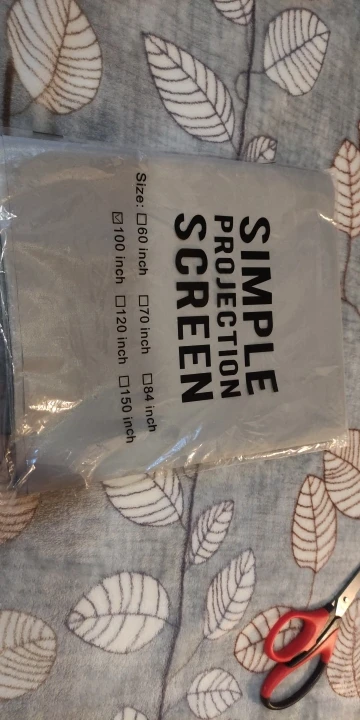 SIMPLE
PROJECTION
SCREEN
Size: ☐60 inch ☐70 inch ☐84 inch
☑100 inch ☐120 inch ☐150 inch